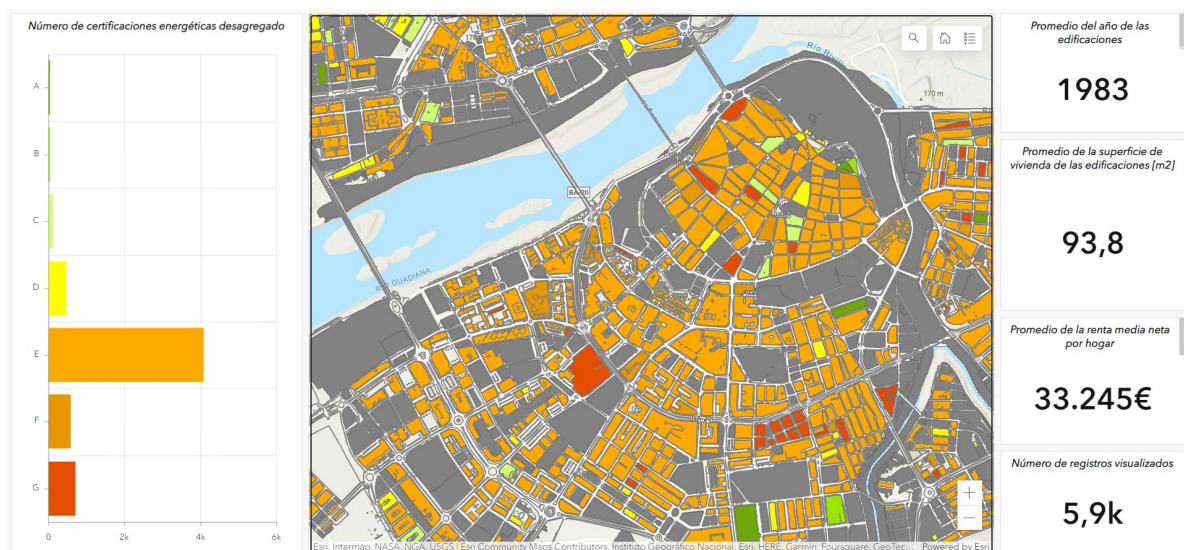 Número de certificaciones energéticas desagregado
A
B
C
D
E
F
G
0
2k
4k
6k
BA-20
RÍO GUADIANA
170 m
Esri, Intermap, NASA, NGA, USGS | Esri Community Maps Contributors, Instituto Geográfico Nacional, Esri, HERE, Garmin, Foursquare, GeoTec...
Powered by Esri
Promedio del año de las
edificaciones
1983
Promedio de la superficie de
vivienda de las edificaciones [m2]
93,8
Promedio de la renta media neta
por hogar
33.245€
Número de registros visualizados
5,9k